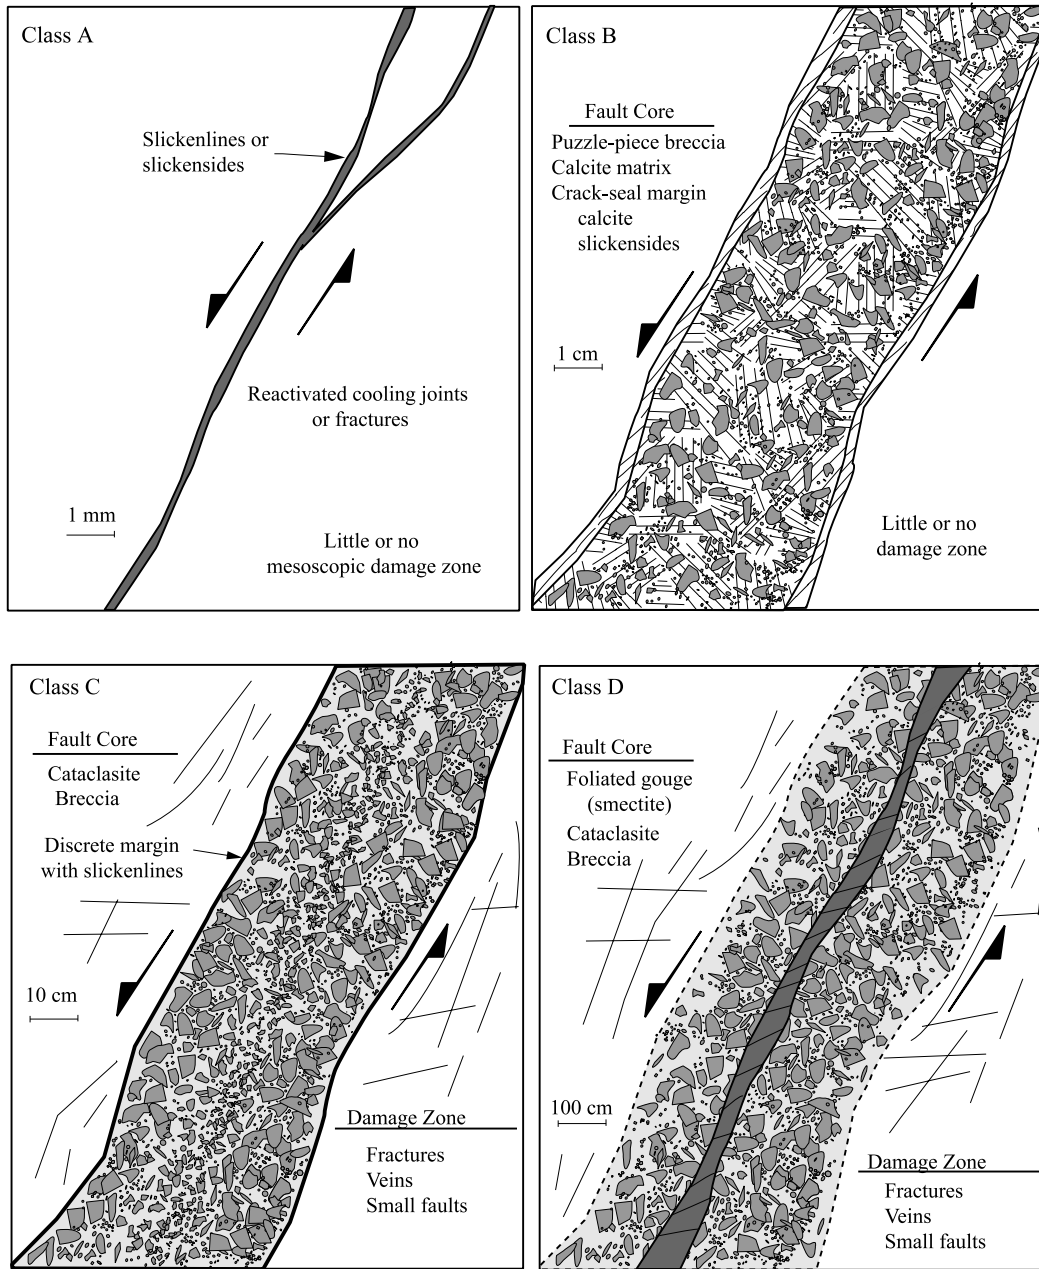 Class A
Slickenlines or
slickensides
Reactivated cooling joints
or fractures
1 mm
Little or no
mesoscopic damage zone
Class B
Fault Core
Puzzle-piece breccia
Calcite matrix
Crack-seal margin
calcite
slickensides
1 cm
Little or no
damage zone
Class C
Fault Core
Cataclasite
Breccia
Discrete margin
with slickenlines
10 cm
Damage Zone
Fractures
Veins
Small faults
Class D
Fault Core
Foliated gouge
(smectite)
Cataclasite
Breccia
100 cm
Damage Zone
Fractures
Veins
Small faults